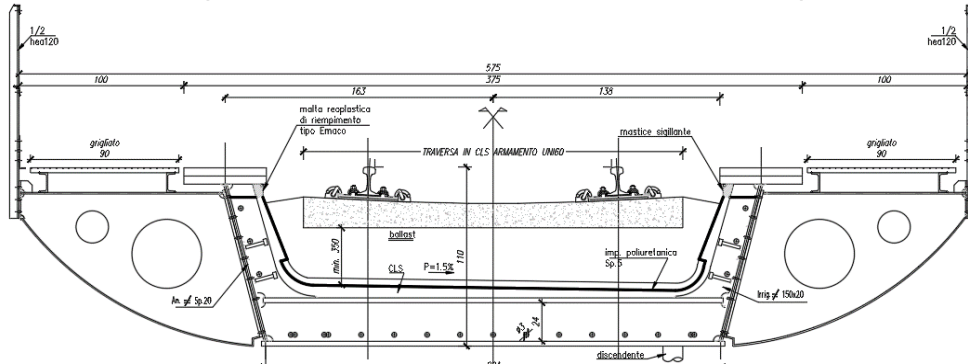 1/2
hea120
1/2
hea120
575
100
375
100
163
138
malta reoplastica
di riempimento
tipo Emaco
mastice sigillante
grigliato
90
TRAVERSA IN CLS ARMAMENTO UNI60
grigliato
90
ballast
min. 350
110
CLS
P=1.5%
imp. poliuretanica
Sp.5
Sp.20
150x20
24
discendente